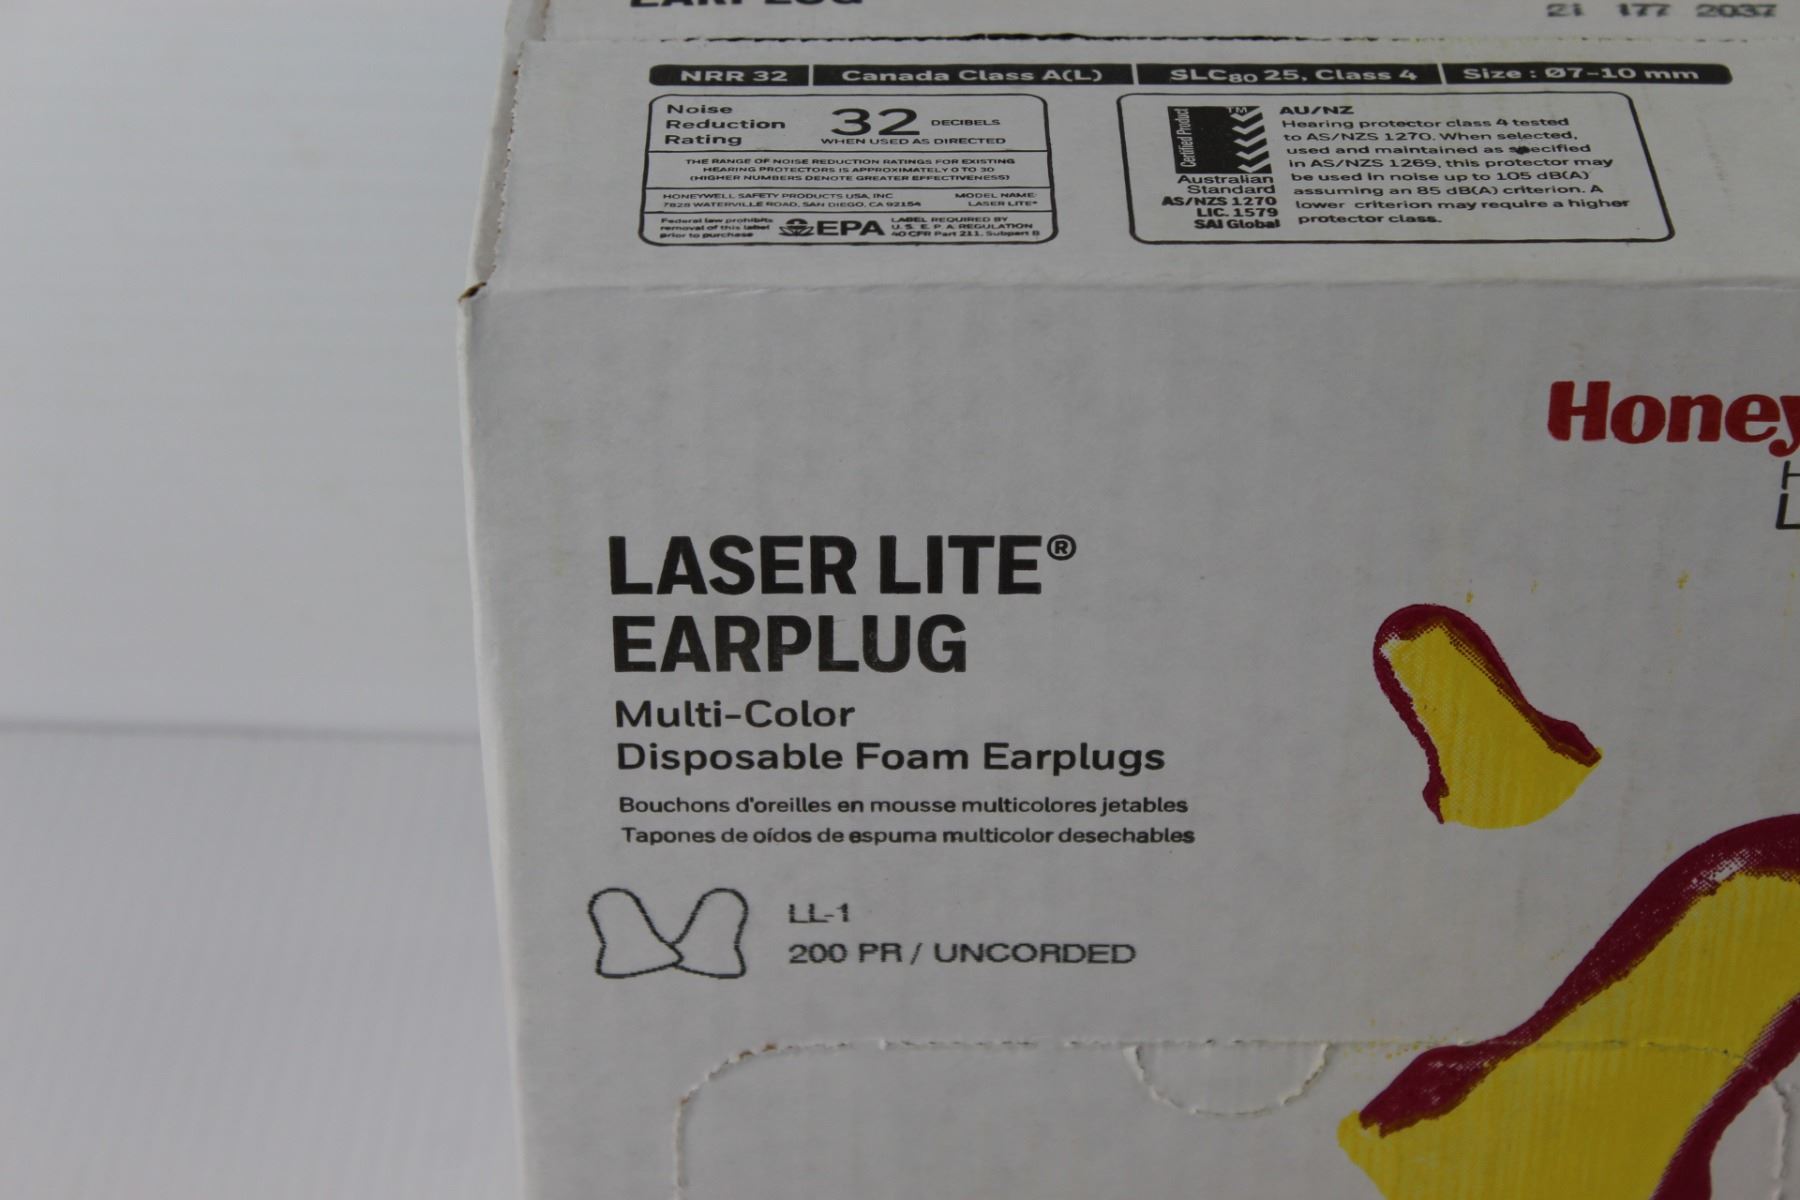 EARPLUG
21 177 2037
NRR 32 Canada Class A(L) SLC80 25, Class 4 Size : Ø7-10 mm
Noise
Reduction
Rating
32 DECIBELS
WHEN USED AS DIRECTED
THE RANGE OF NOISE REDUCTION RATINGS FOR EXISTING
HEARING PROTECTORS IS APPROXIMATELY 0 TO 30
(HIGHER NUMBERS DENOTE GREATER EFFECTIVENESS)
HONEYWELL SAFETY PRODUCTS USA, INC
7828 WATERVILLE ROAD, SAN DIEGO, CA 92154
MODEL NAME:
LASER LITE®
Federal law prohibits
removal of this label
prior to purchase
EPA
LABEL REQUIRED BY
U.S. E.P.A. REGULATION
40 CFR Part 211, Subpart B
Certified Product
TM
Australian
Standard
AS/NZS 1270
LIC. 1579
SAI Global
AU/NZ
Hearing protector class 4 tested
to AS/NZS 1270. When selected,
used and maintained as specified
in AS/NZS 1269, this protector may
be used in noise up to 105 dB(A)
assuming an 85 dB(A) criterion. A
lower criterion may require a higher
protector class.
Honey
H
L
LASER LITE®
EARPLUG
Multi-Color
Disposable Foam Earplugs
Bouchons d'oreilles en mousse multicolores jetables
Tapones de oídos de espuma multicolor desechables
LL-1
200 PR / UNCORDED